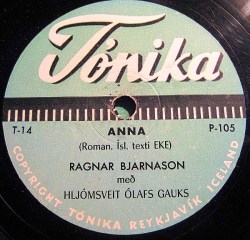 Tónika
T-14
P-105
ANNA
(Roman. Ísl. texti EKE)
RAGNAR BJARNASON
með
HLJÓMSVEIT ÓLAFS GAUKS
COPYRIGHT TÓNIKA REYKJAVÍK ICELAND